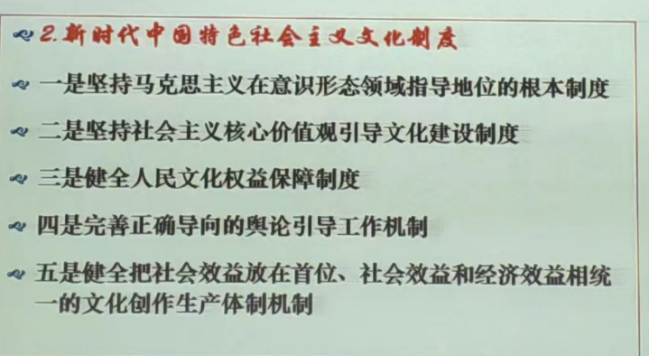 2.新时代中国特色社会主义文化制度
一是坚持马克思主义在意识形态领域指导地位的根本制度
二是坚持社会主义核心价值观引导文化建设制度
三是健全人民文化权益保障制度
四是完善正确导向的舆论引导工作机制
五是健全把社会效益放在首位、社会效益和经济效益相统
一的文化创作生产体制机制